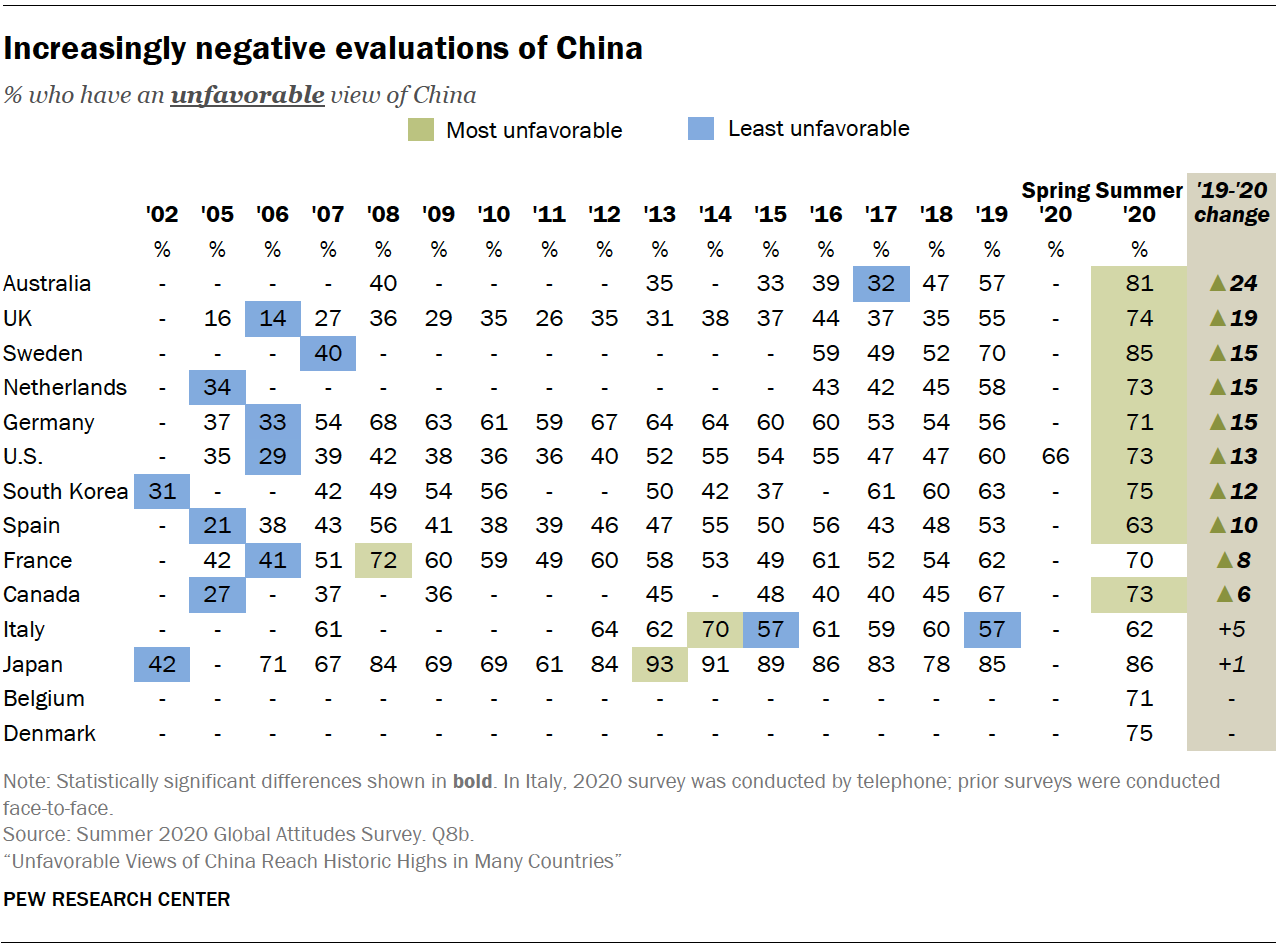 Increasingly negative evaluations of China
% who have an unfavorable view of China
Most unfavorable Least unfavorable
Spring Summer '19-'20
'02 '05 '06 '07 '08 '09 '10 '11 '12 '13 '14 '15 '16 '17 '18 '19 '20 '20 change
% % % % % % % % % % % % % % % % % %
Australia - - - - 40 - - - - 35 - 33 39 32 47 57 - 81 ▲24
UK - 16 14 27 36 29 35 26 35 31 38 37 44 37 35 55 - 74 ▲19
Sweden - - - 40 - - - - - - - - 59 49 52 70 - 85 ▲15
Netherlands - 34 - - - - - - - - - - 43 42 45 58 - 73 ▲15
Germany - 37 33 54 68 63 61 59 67 64 64 60 60 53 54 56 - 71 ▲15
U.S. - 35 29 39 42 38 36 36 40 52 55 54 55 47 47 60 66 73 ▲13
South Korea 31 - - 42 49 54 56 - - 50 42 37 - 61 60 63 - 75 ▲12
Spain - 21 38 43 56 41 38 39 46 47 55 50 56 43 48 53 - 63 ▲10
France - 42 41 51 72 60 59 49 60 58 53 49 61 52 54 62 - 70 ▲8
Canada - 27 - 37 - 36 - - - 45 - 48 40 40 45 67 - 73 ▲6
Italy - - - 61 - - - - 64 62 70 57 61 59 60 57 - 62 +5
Japan 42 - 71 67 84 69 69 61 84 93 91 89 86 83 78 85 - 86 +1
Belgium - - - - - - - - - - - - - - - - - 71 -
Denmark - - - - - - - - - - - - - - - - - 75 -
Note: Statistically significant differences shown in bold. In Italy, 2020 survey was conducted by telephone; prior surveys were conducted
face-to-face.
Source: Summer 2020 Global Attitudes Survey. Q8b.
“Unfavorable Views of China Reach Historic Highs in Many Countries”
PEW RESEARCH CENTER